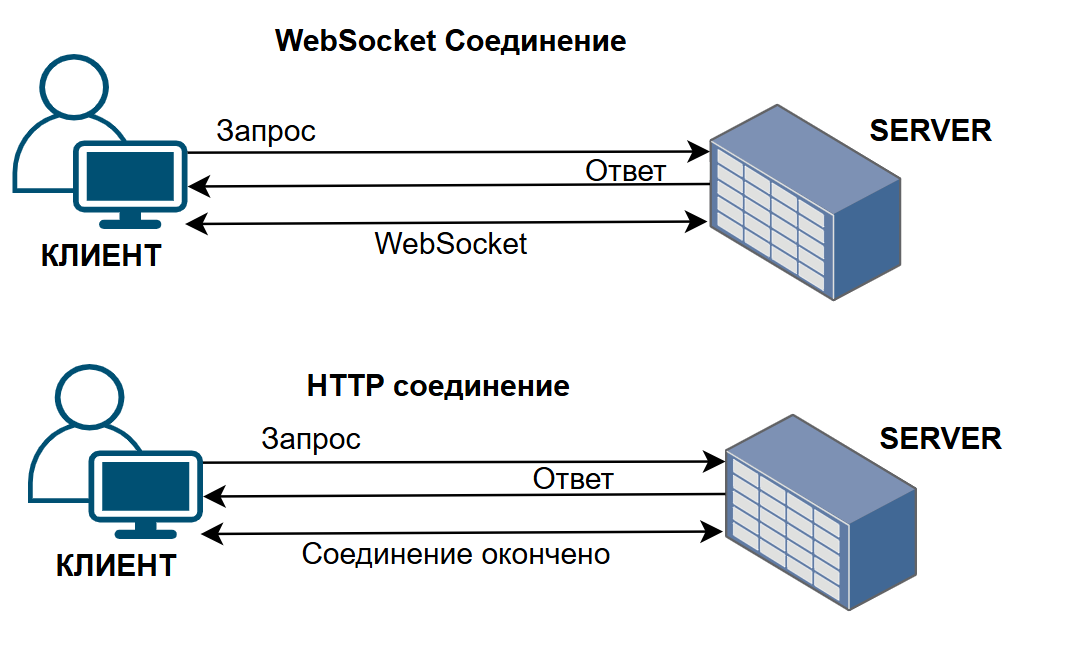 WebSocket Соединение
Запрос
SERVER
Ответ
WebSocket
КЛИЕНТ
HTTP соединение
Запрос
SERVER
Ответ
Соединение окончено
КЛИЕНТ